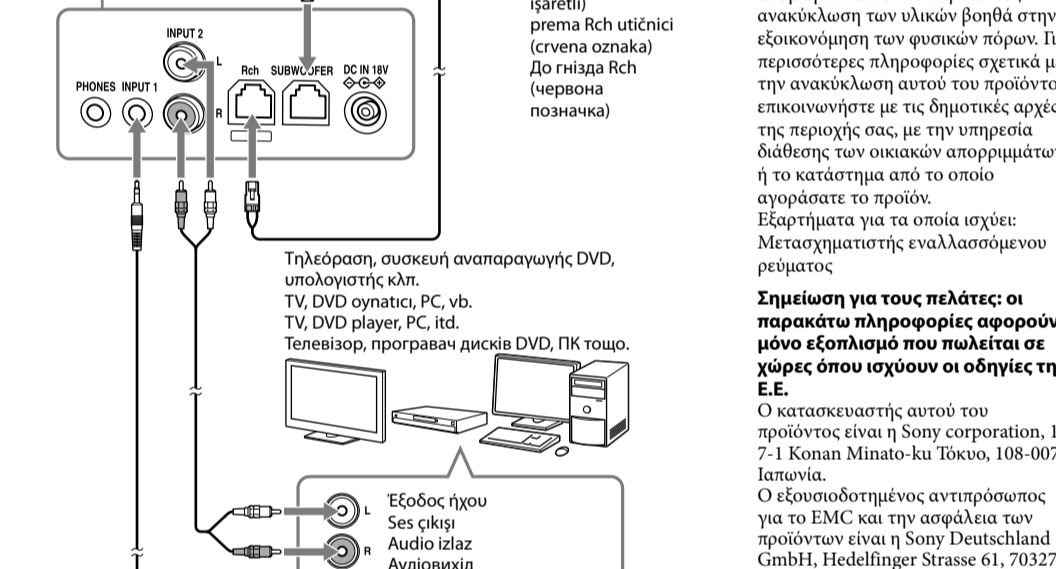 işaretli)
prema Rch utičnici
(crvena oznaka)
До гнізда Rch
(червона
позначка)
INPUT 2
L
Rch SUBWOOFER DC IN 18V
PHONES INPUT 1
R
Τηλεόραση, συσκευή αναπαραγωγής DVD,
υπολογιστής κλπ.
TV, DVD oynatıcı, PC, vb.
TV, DVD player, PC, itd.
Телевізор, програвач дисків DVD, ПК тощо.
L
R
Έξοδος ήχου
Ses çıkışı
Audio izlaz
Аудіовихід
ανακύκλωση των υλικών βοηθά στην
εξοικονόμηση των φυσικών πόρων.
περισσότερες πληροφορίες σχετικά
την ανακύκλωση αυτού του
επικοινωνήστε με τις δημοτικές αρχές
της περιοχής σας, με την υπηρεσία
διάθεσης των οικιακών απορριμμάτων
ή το κατάστημα από το οποίο
αγοράσατε το προϊόν.
Εξαρτήματα για τα οποία ισχύει:
Μετασχηματιστής εναλλασσόμενου
ρεύματος
Σημείωση για τους πελάτες: οι
παρακάτω πληροφορίες αφορούν
μόνο εξοπλισμό που πωλείται σε
χώρες όπου ισχύουν οι οδηγίες
Ε.Ε.
Ο κατασκευαστής αυτού του
προϊόντος είναι η Sony corporation, 1
7-1 Konan Minato-ku Τόκυο, 108-007
Ιαπωνία.
Ο εξουσιοδοτημένος αντιπρόσωπος
για το EMC και την ασφάλεια των
προϊόντων είναι η Sony Deutschland
GmbH, Hedelfinger Strasse 61, 70327